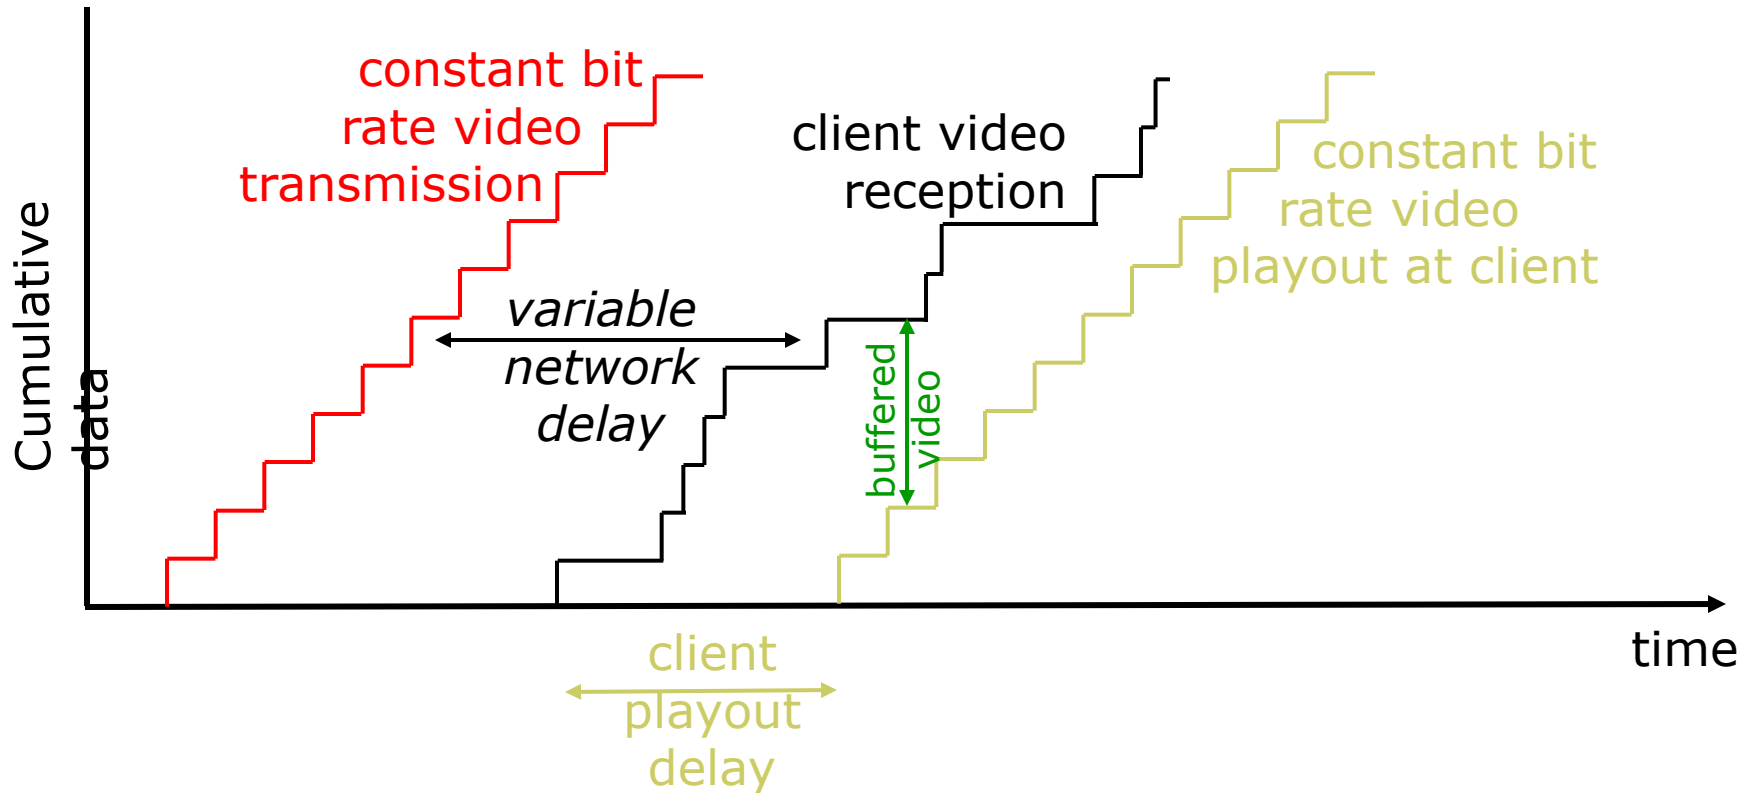 constant bit
rate video
transmission
client video
reception
constant bit
rate video
playout at client
Cumulative
data
variable
network
delay
buffered
video
time
client
playout
delay